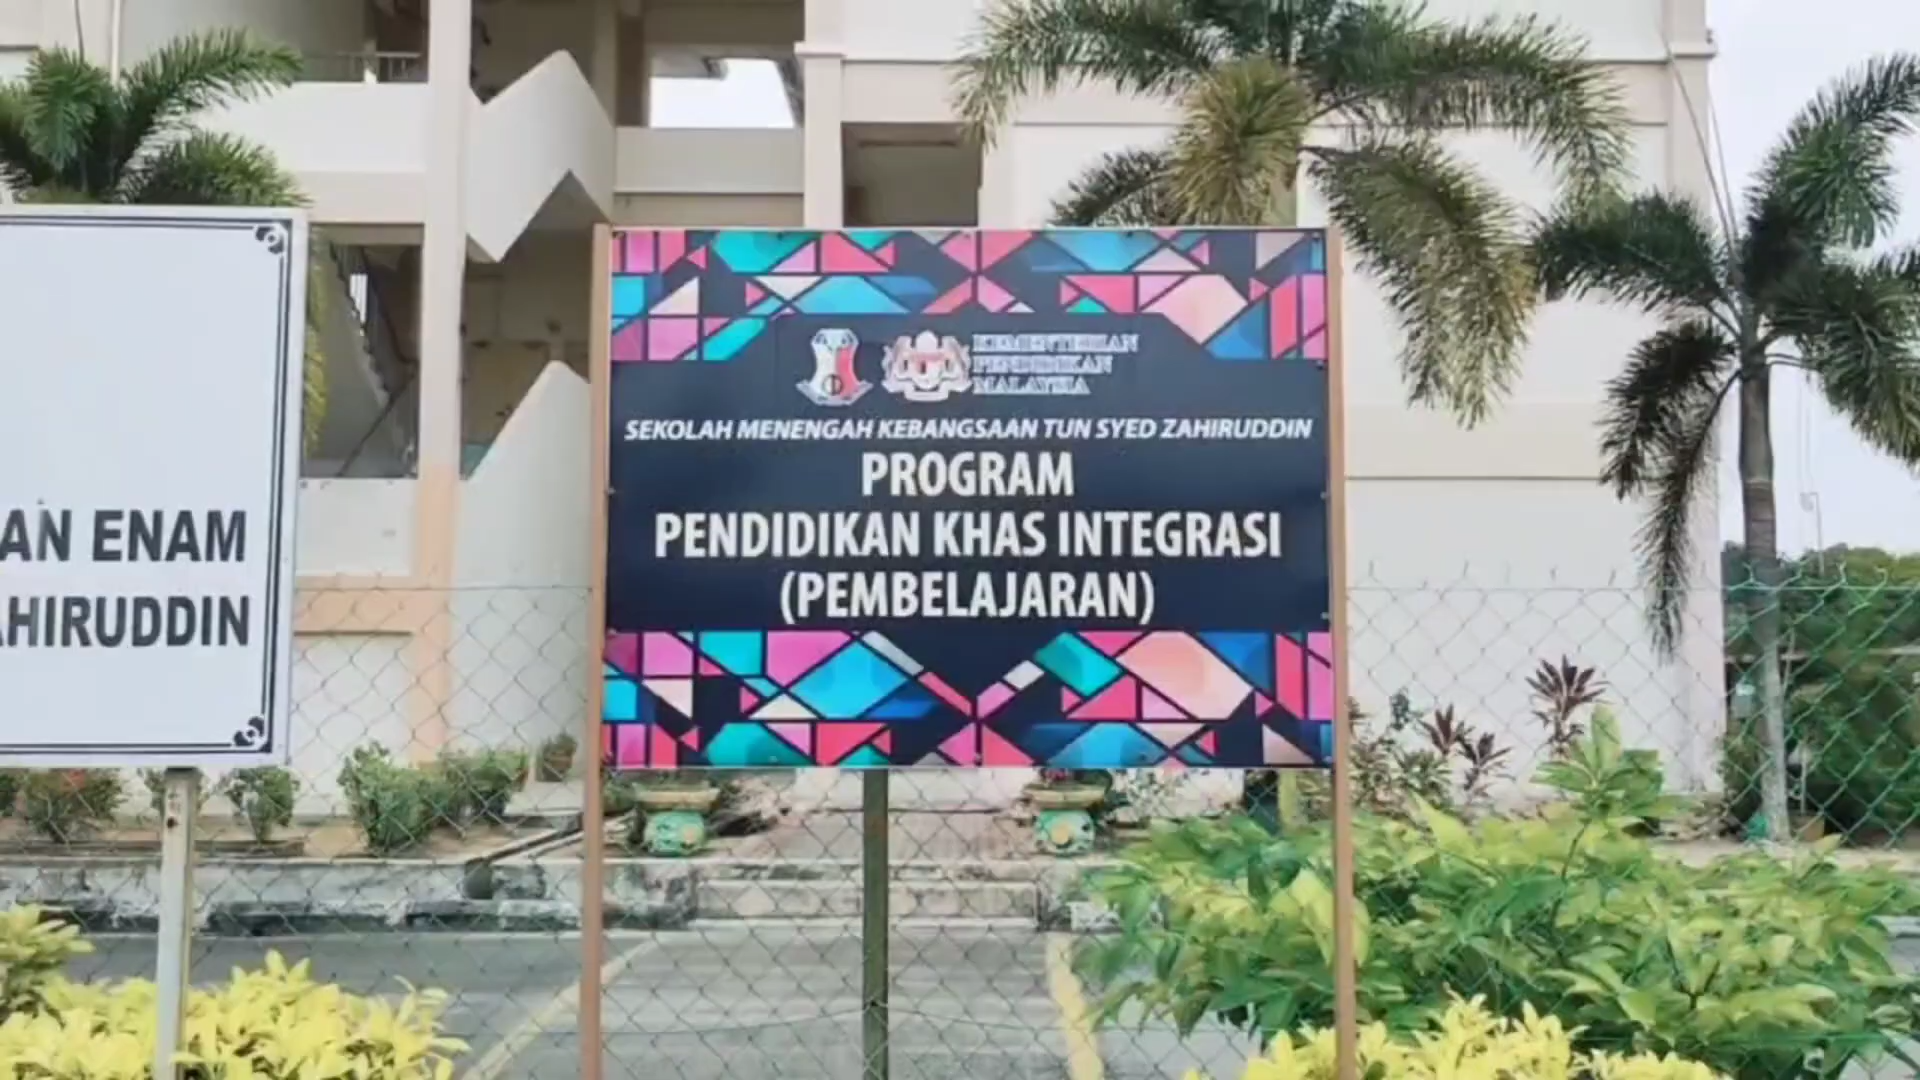 AN ENAM
AHIRUDDIN
KEMENTERIAN
PENDIDIKAN
MALAYSIA
SEKOLAH MENENGAH KEBANGSAAN TUN SYED ZAHIRUDDIN
PROGRAM
PENDIDIKAN KHAS INTEGRASI
(PEMBELAJARAN)